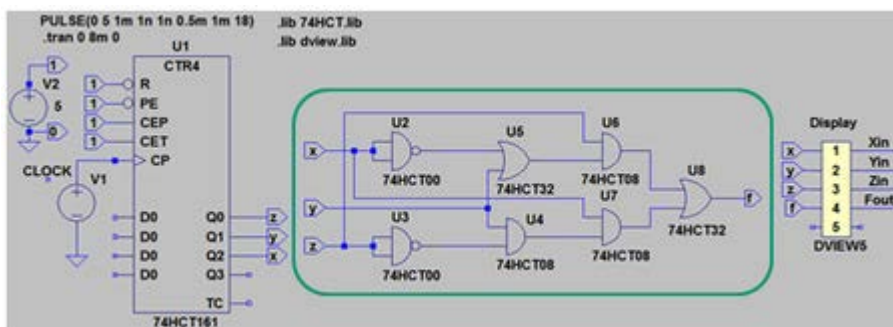 PULSE(0 5 1m 1n 1n 0.5m 1m 18)
.lib 74HCT.lib
.tran 0 8m 0
.lib dview.lib
U1
CTR4
1
V2
5
0
1
R
1
PE
1
CEP
1
CET
CP
CLOCK
V1
D0
Q0
z
D0
Q1
y
D0
Q2
x
D0
Q3
TC
74HCT161
x
y
z
U2
74HCT00
U5
74HCT32
U6
74HCT08
U8
74HCT32
f
U3
74HCT00
U4
74HCT08
U7
74HCT08
Display
x
1
Xin
y
2
Yin
z
3
Zin
f
4
Fout
5
DVIEW5